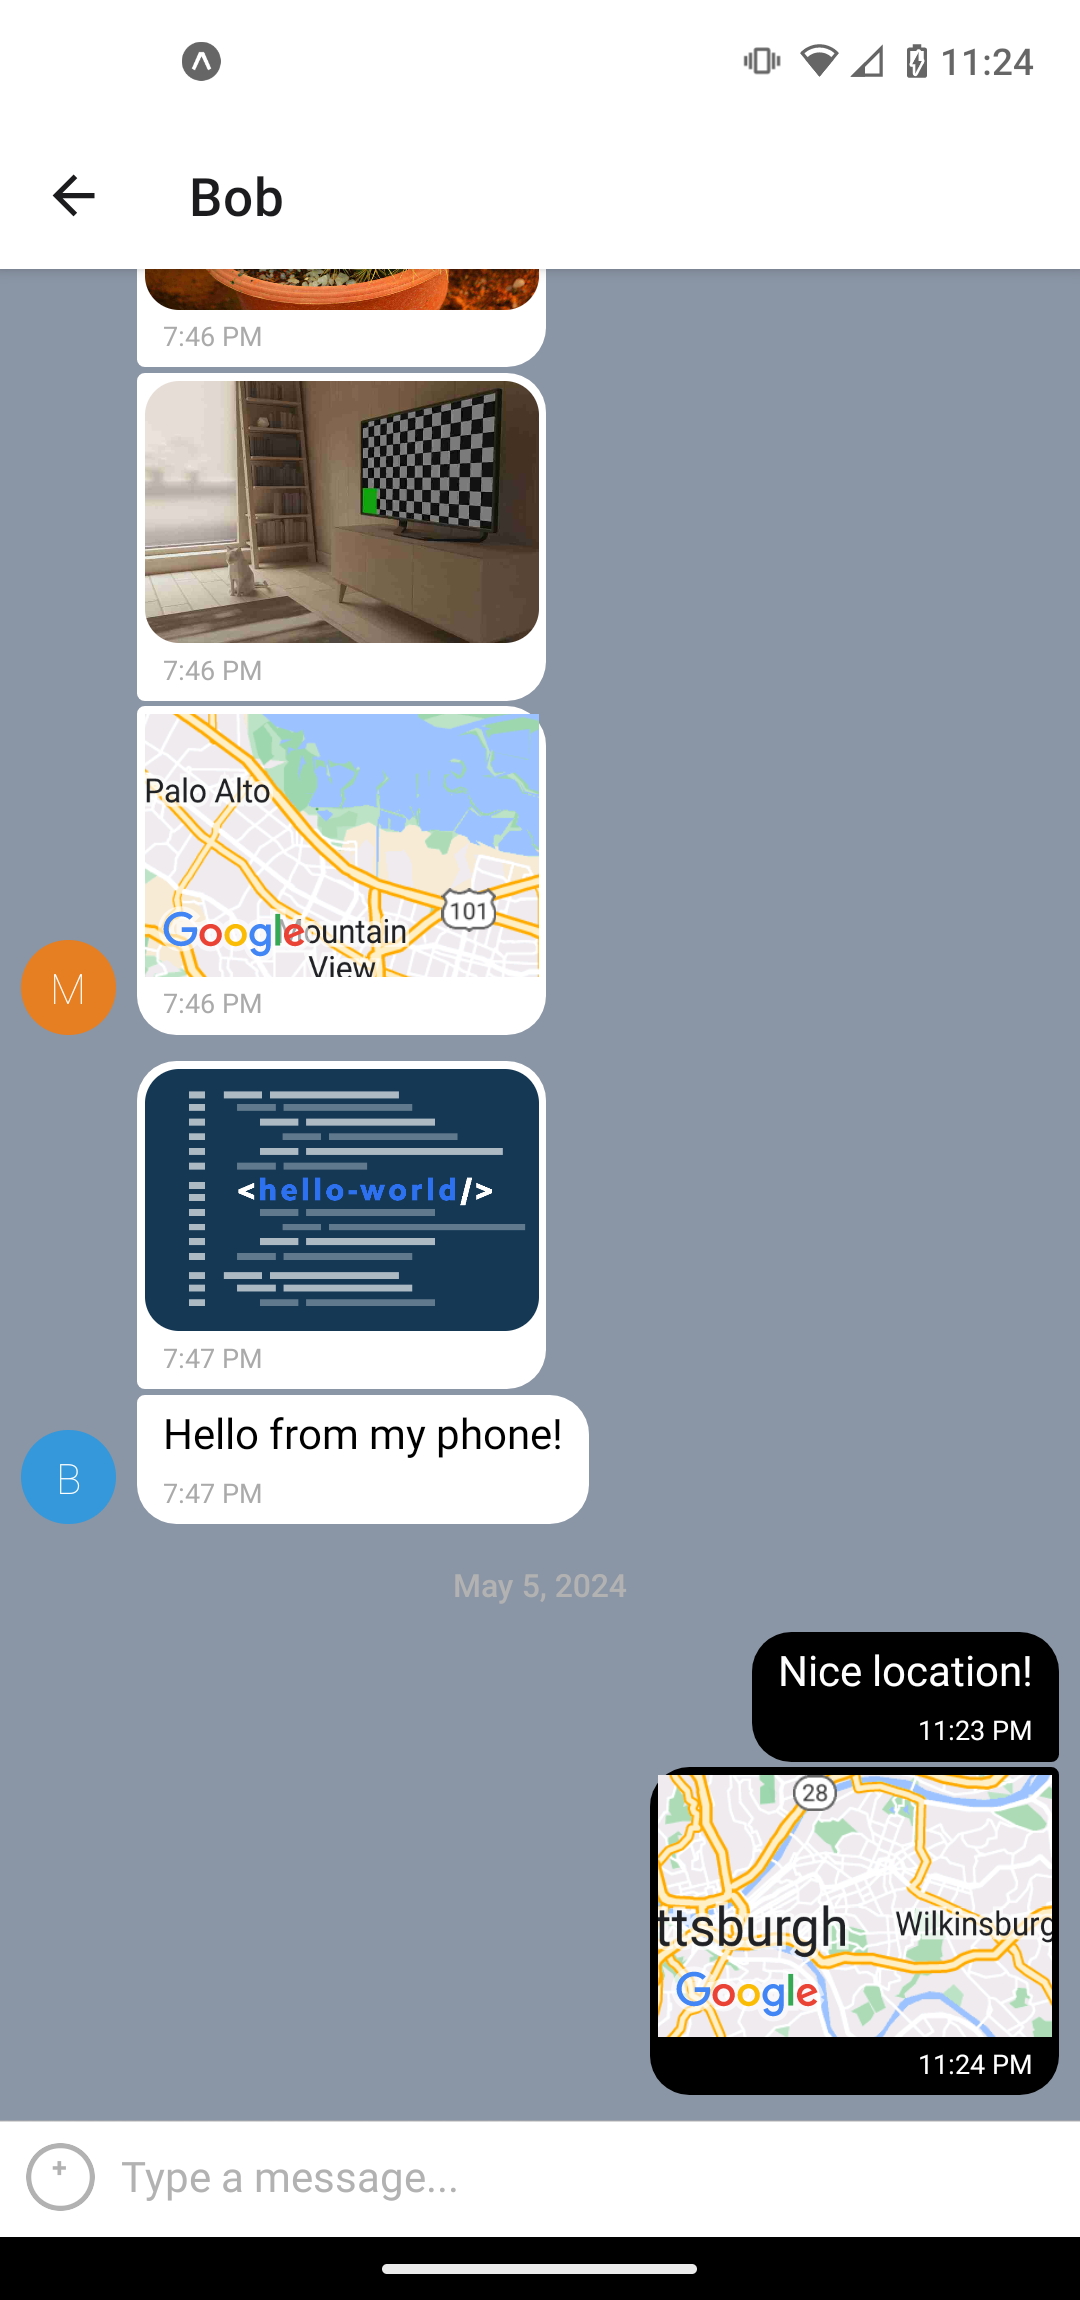 11:24
Bob
7:46 PM
7:46 PM
Palo Alto
101
Google
Mountain
View
7:46 PM
M
<hello-world/>
7:47 PM
Hello from my phone!
7:47 PM
B
May 5, 2024
Nice location!
11:23 PM
28
ttsburgh
Wilkinsburg
Google
11:24 PM
Type a message...